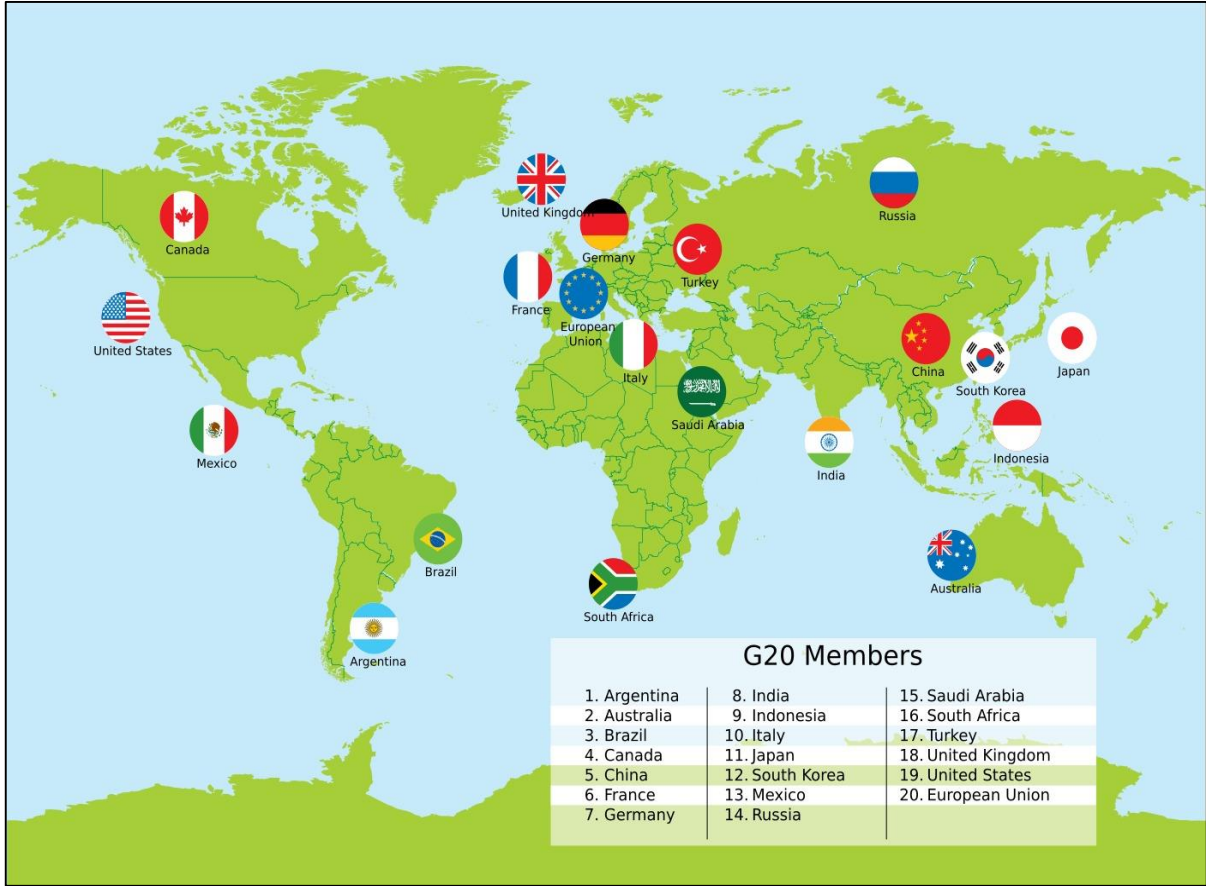 United Kingdom
Russia
Canada
Germany
Turkey
France
European
Union
United States
Italy
China
South Korea
Japan
Saudi Arabia
Mexico
India
Indonesia
Brazil
Australia
South Africa
Argentina
G20 Members
1. Argentina
2. Australia
3. Brazil
4. Canada
5. China
6. France
7. Germany
8. India
9. Indonesia
10. Italy
11. Japan
12. South Korea
13. Mexico
14. Russia
15. Saudi Arabia
16. South Africa
17. Turkey
18. United Kingdom
19. United States
20. European Union